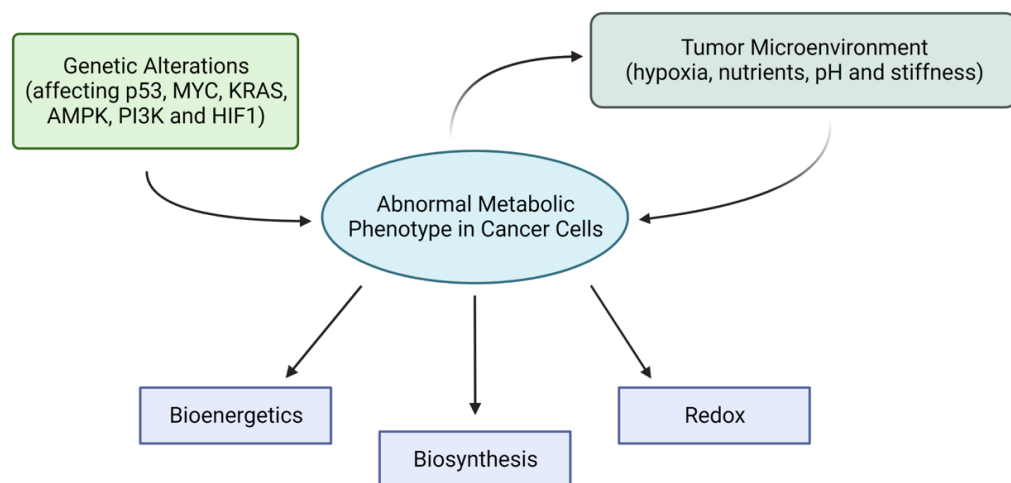 Genetic Alterations
(affecting p53, MYC, KRAS,
AMPK, PI3K and HIF1)
Tumor Microenvironment
(hypoxia, nutrients, pH and stiffness)
Abnormal Metabolic
Phenotype in Cancer Cells
Bioenergetics
Biosynthesis
Redox